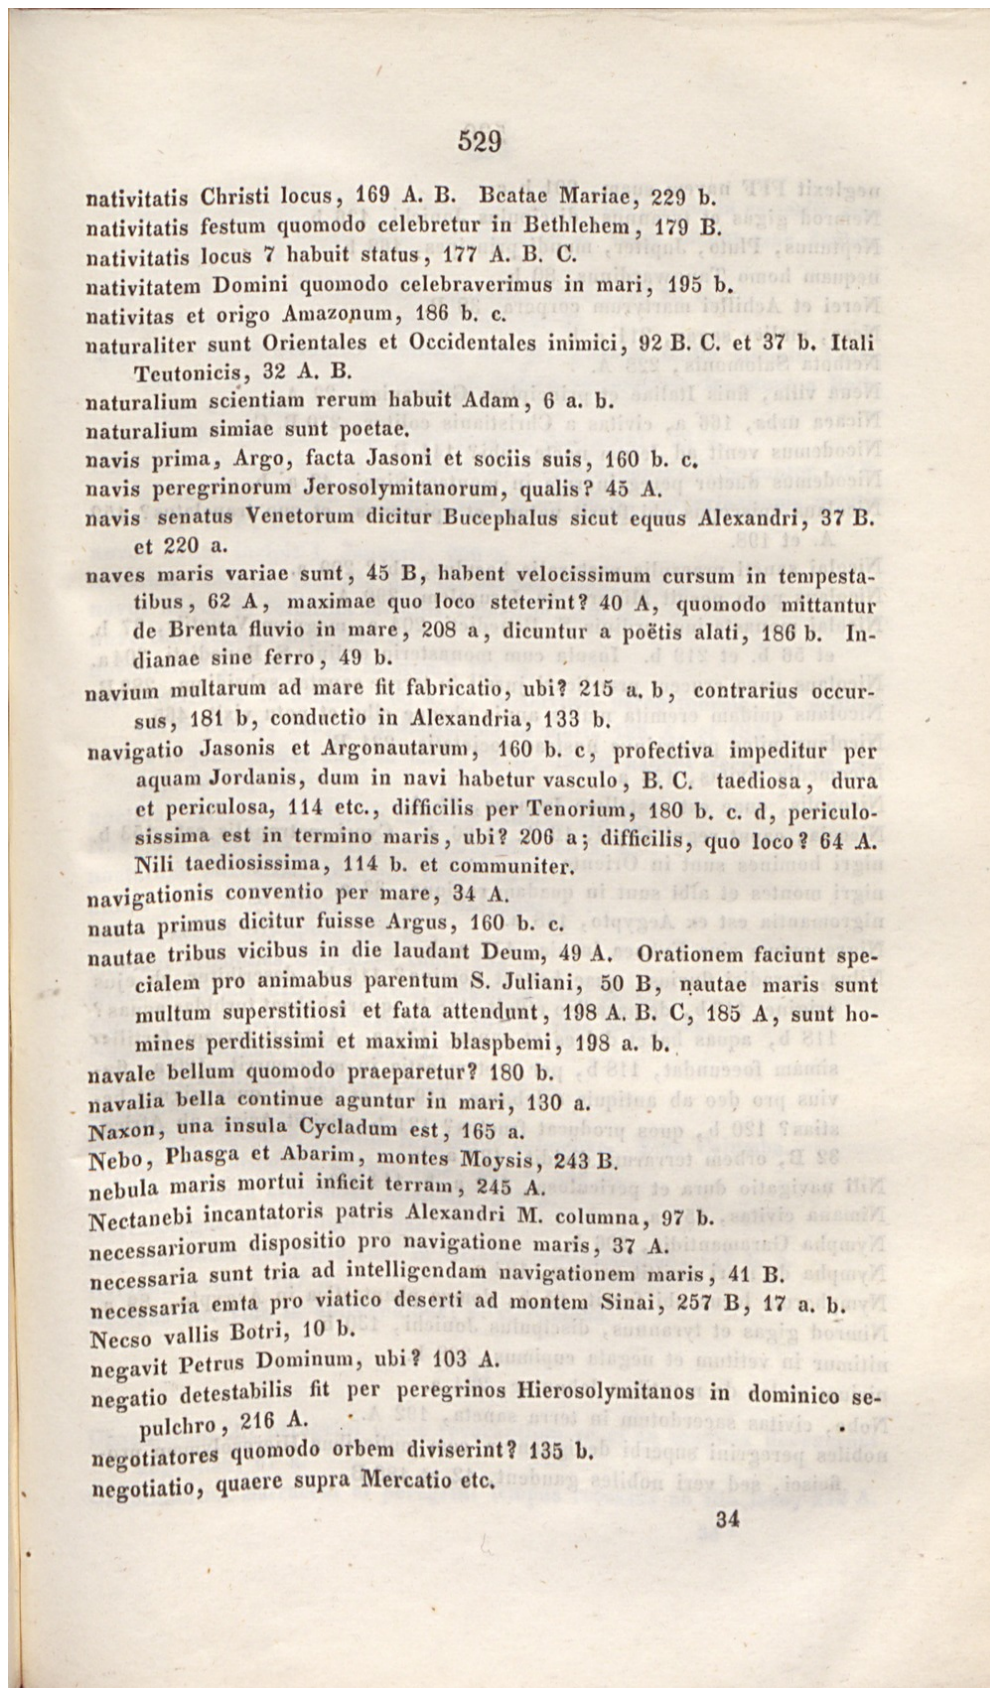 529
nativitatis Christi locus, 169 A. B. Beatae Mariae, 229 b.
nativitatis festum quomodo celebretur in Bethlehem, 179 B.
nativitatis locus 7 habuit status, 177 A. B. C.
nativitatem Domini quomodo celebraverimus in mari, 195 b.
nativitas et origo Amazonum, 186 b. c.
naturaliter sunt Orientales et Occidentales inimici, 92 B. C. et 37 b. Itali
Teutonicis, 32 A. B.
naturalium scientiam rerum habuit Adam, 6 a. b.
naturalium simiae sunt poetae.
navis prima, Argo, facta Jasoni et sociis suis, 160 b. c.
navis peregrinorum Jerosolymitanorum, qualis? 45 A.
navis senatus Venetorum dicitur Bucephalus sicut equus Alexandri, 37 B.
et 220 a.
naves maris variae sunt, 45 B, habent velocissimum cursum in tempesta-
tibus, 62 A, maximae quo loco steterint? 40 A, quomodo mittantur
de Brenta fluvio in mare, 208 a, dicuntur a poëtis alati, 186 b. In-
dianae sine ferro, 49 b.
navium multarum ad mare fit fabricatio, ubi? 215 a. b, contrarius occur-
sus, 181 b, conductio in Alexandria, 133 b.
navigatio Jasonis et Argonautarum, 160 b. c, profectiva impeditur per
aquam Jordanis, dum in navi habetur vasculo, B. C. taediosa, dura
et periculosa, 114 etc., difficilis per Tenorium, 180 b. c. d, periculo-
sissima est in termino maris, ubi? 206 a; difficilis, quo loco? 64 A.
Nili taediosissima, 114 b. et communiter.
navigationis conventio per mare, 34 A.
nauta primus dicitur fuisse Argus, 160 b. c.
nautae tribus vicibus in die laudant Deum, 49 A. Orationem faciunt spe-
cialem pro animabus parentum S. Juliani, 50 B, nautae maris sunt
multum superstitiosi et fata attendunt, 198 A. B. C, 185 A, sunt ho-
mines perditissimi et maximi blaspbemi, 198 a. b.
navale bellum quomodo praeparetur? 180 b.
navalia bella continue aguntur in mari, 130 a.
Naxon, una insula Cycladum est, 165 a.
Nebo, Phasga et Abarim, montes Moysis, 243 B.
nebula maris mortui inficit terram, 245 A.
Nectanebi incantatoris patris Alexandri M. columna, 97 b.
necessariorum dispositio pro navigatione maris, 37 A.
necessaria sunt tria ad intelligendam navigationem maris, 41 B.
necessaria emta pro viatico deserti ad montem Sinai, 257 B, 17 a. b.
Necso vallis Botri, 10 b.
negavit Petrus Dominum, ubi? 103 A.
negatio detestabilis fit per peregrinos Hierosolymitanos in dominico se-
pulchro, 216 A.
negotiatores quomodo orbem diviserint? 135 b.
negotiatio, quaere supra Mercatio etc.
34